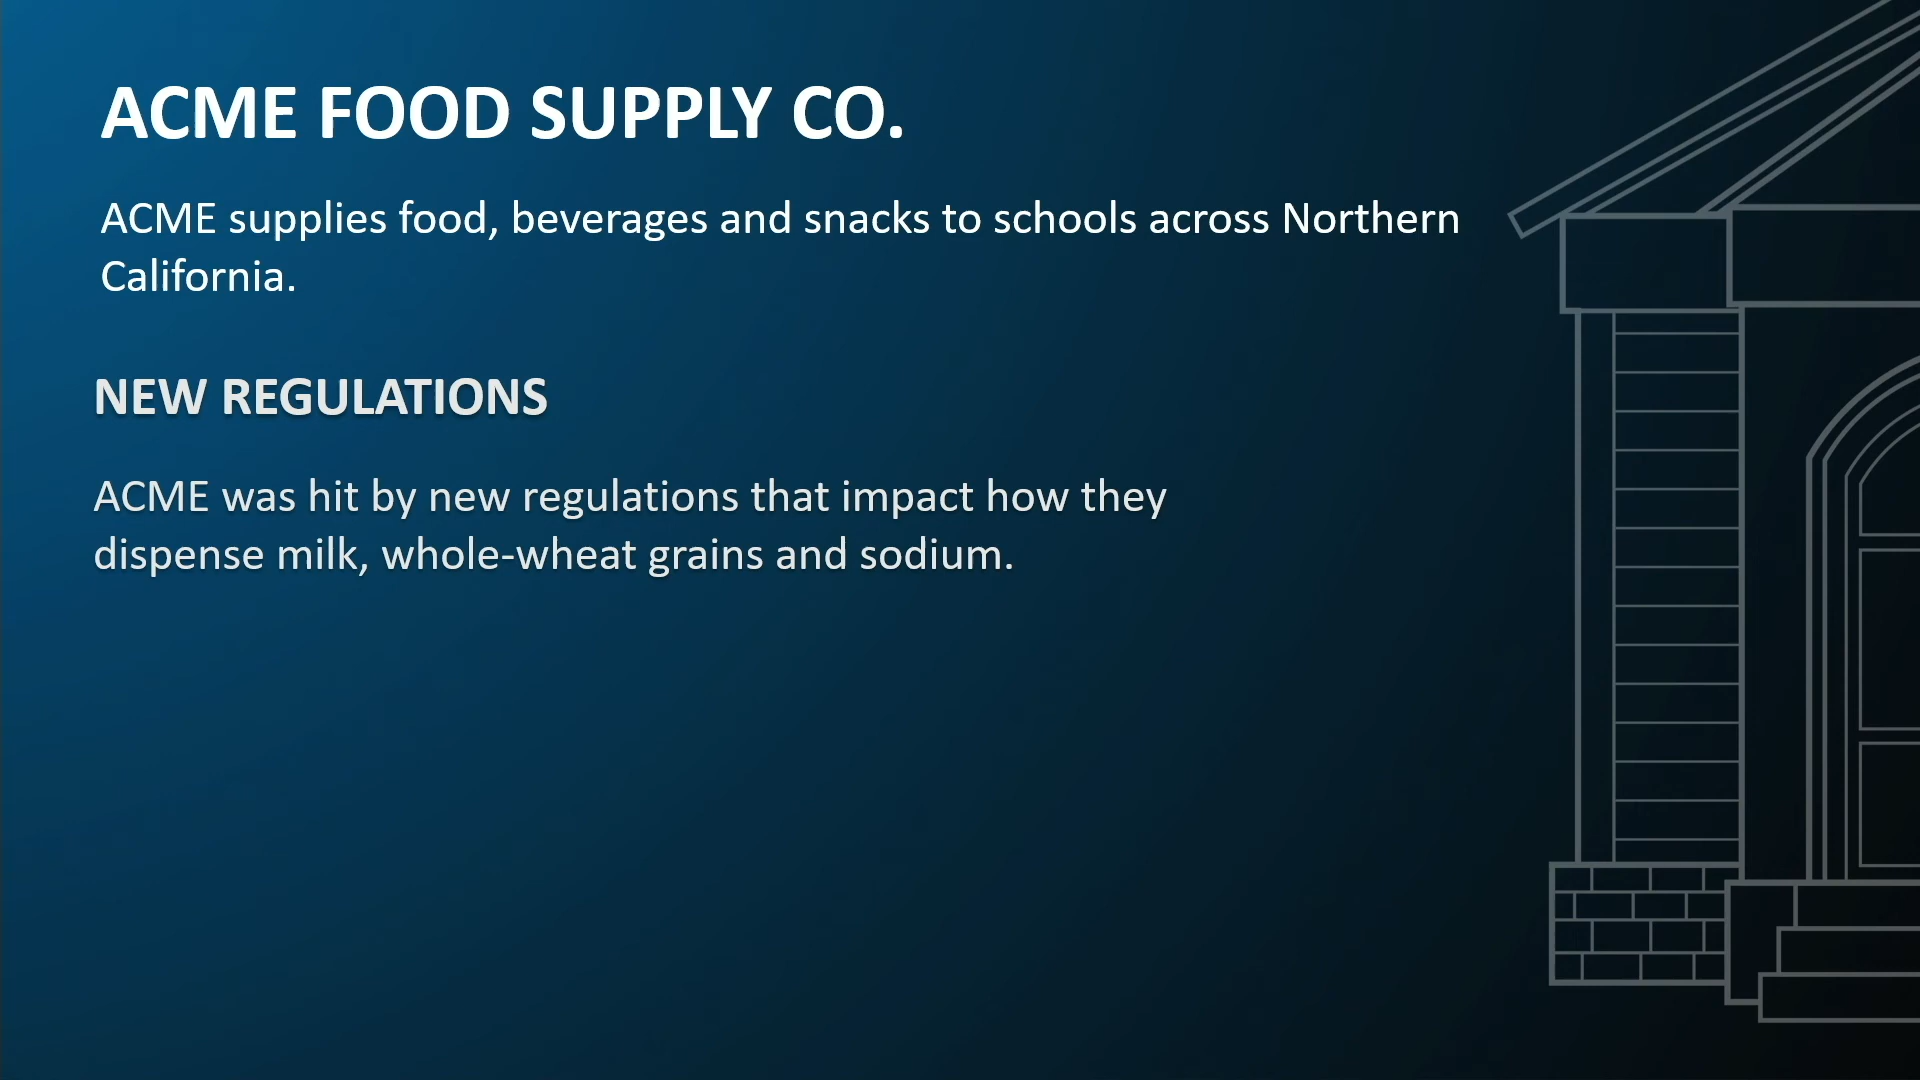 ACME FOOD SUPPLY CO.
ACME supplies food, beverages and snacks to schools across Northern
California.
NEW REGULATIONS
ACME was hit by new regulations that impact how they
dispense milk, whole-wheat grains and sodium.